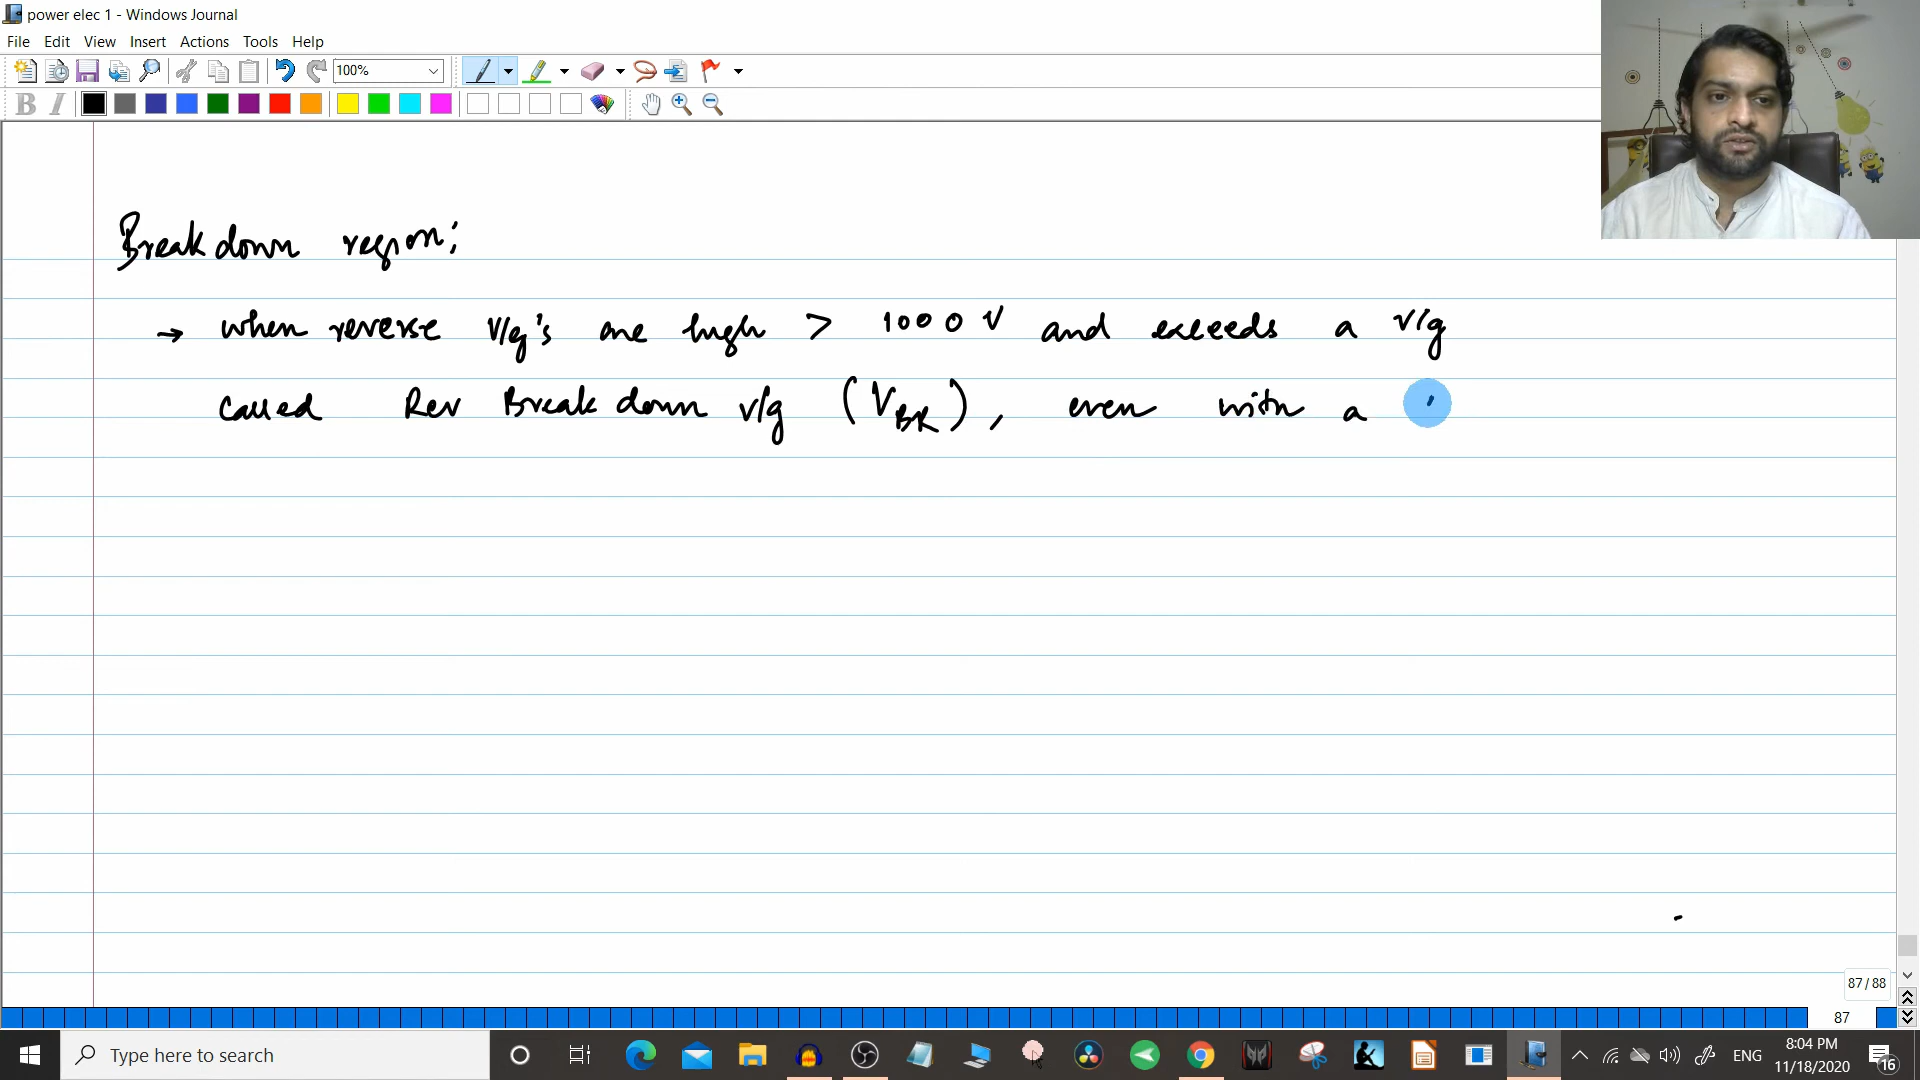 power elec 1 - Windows Journal
File Edit View Insert Actions Tools Help
100%
B I
Breakdown region:
→ when reverse V/g's are high > 1000 V and exceeds a v/g
called Rev Break down v/g (VBR), even with a
87 / 88
87
Type here to search
ENG
8:04 PM
11/18/2020
16